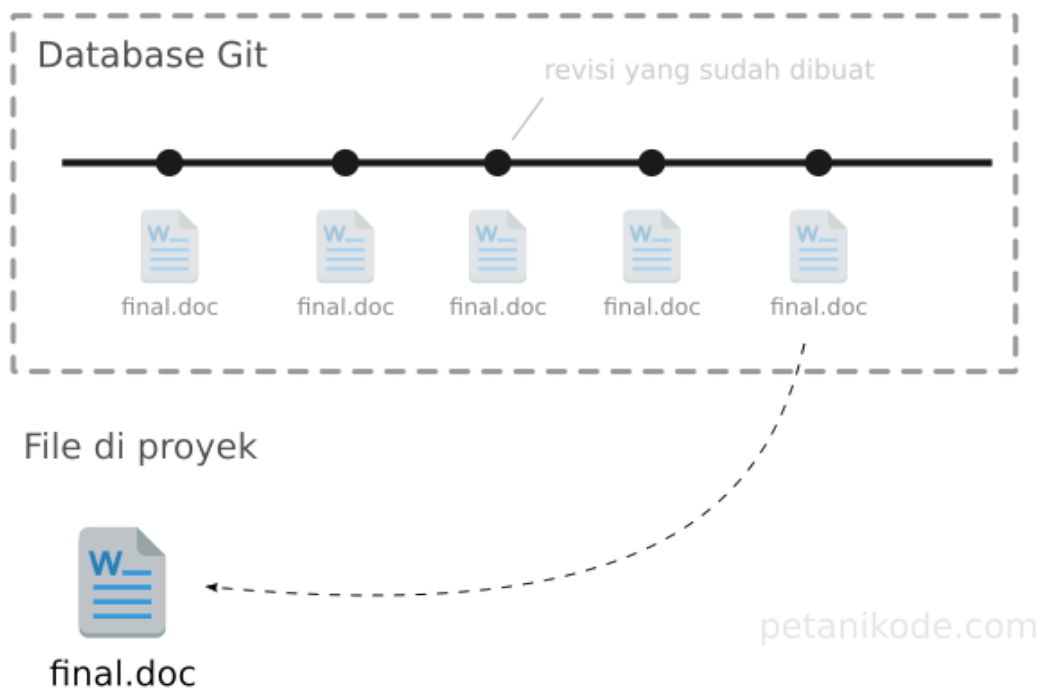 Database Git
revisi yang sudah dibuat
W
W
W
W
W
final.doc
final.doc
final.doc
final.doc
final.doc
File di proyek
W
final.doc
petanikode.com